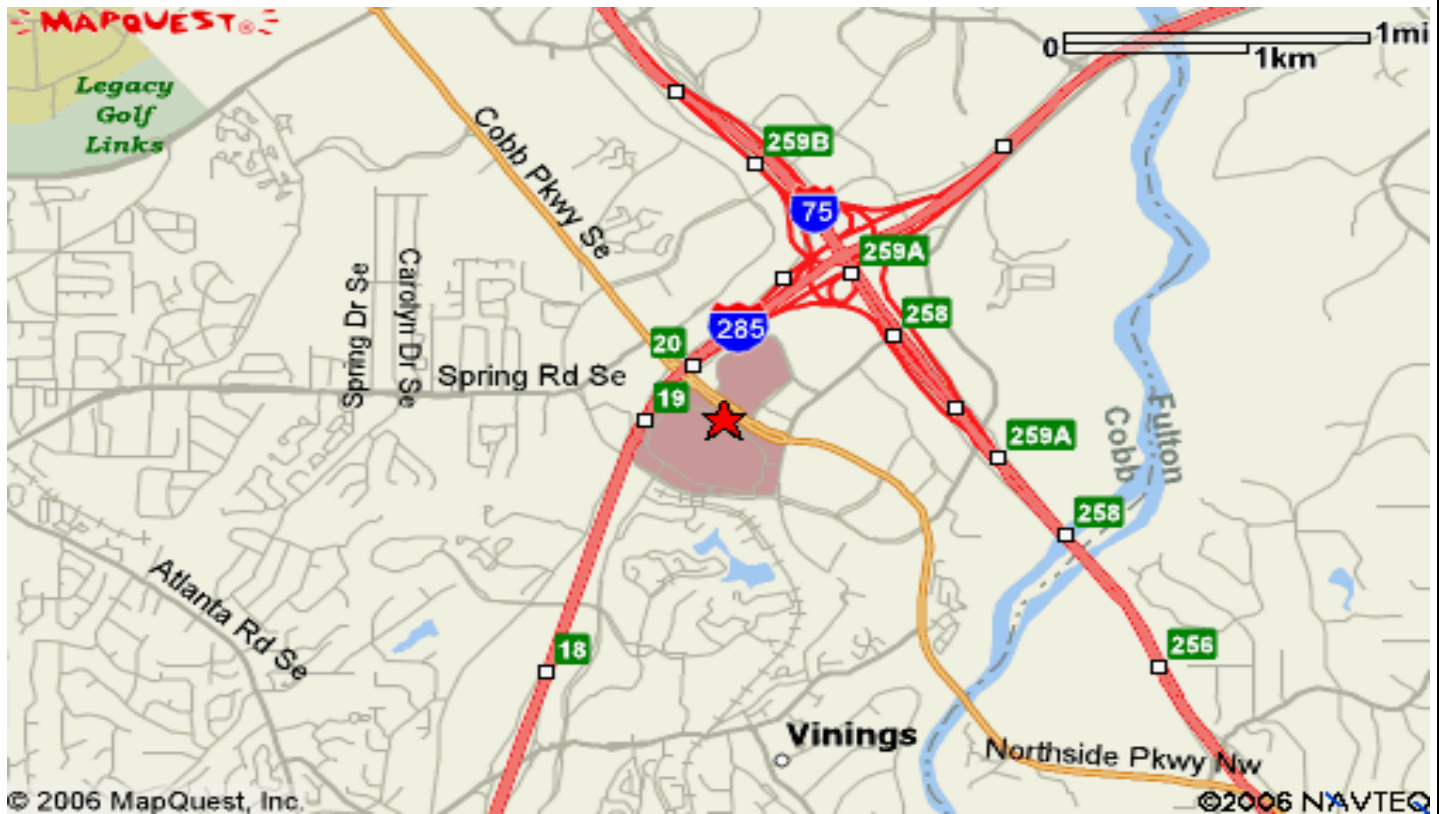 MAPQUEST®
0
1mi
1km
Legacy
Golf
Links
Cobb Pkwy Se
259B
75
259A
Spring Dr Se
Carolyn Dr Se
285
258
20
Spring Rd Se
19
259A
Cobb
Fulton
258
Atlanta Rd Se
18
256
Vinings
Northside Pkwy Nw
© 2006 MapQuest, Inc.
©2006 NAVTEQ